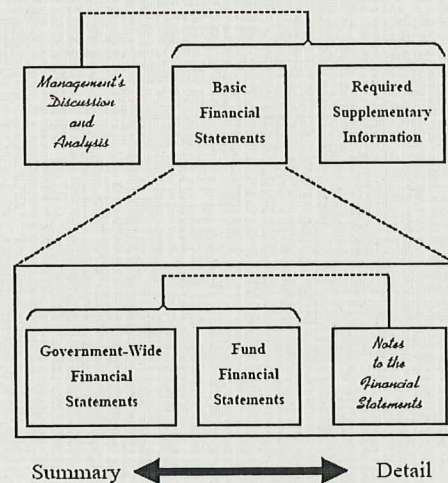 Management's
Discussion
and
Analysis
Basic
Financial
Statements
Required
Supplementary
Information
Government-Wide
Financial
Statements
Fund
Financial
Statements
Notes
to the
Financial
Statements
Summary
Detail